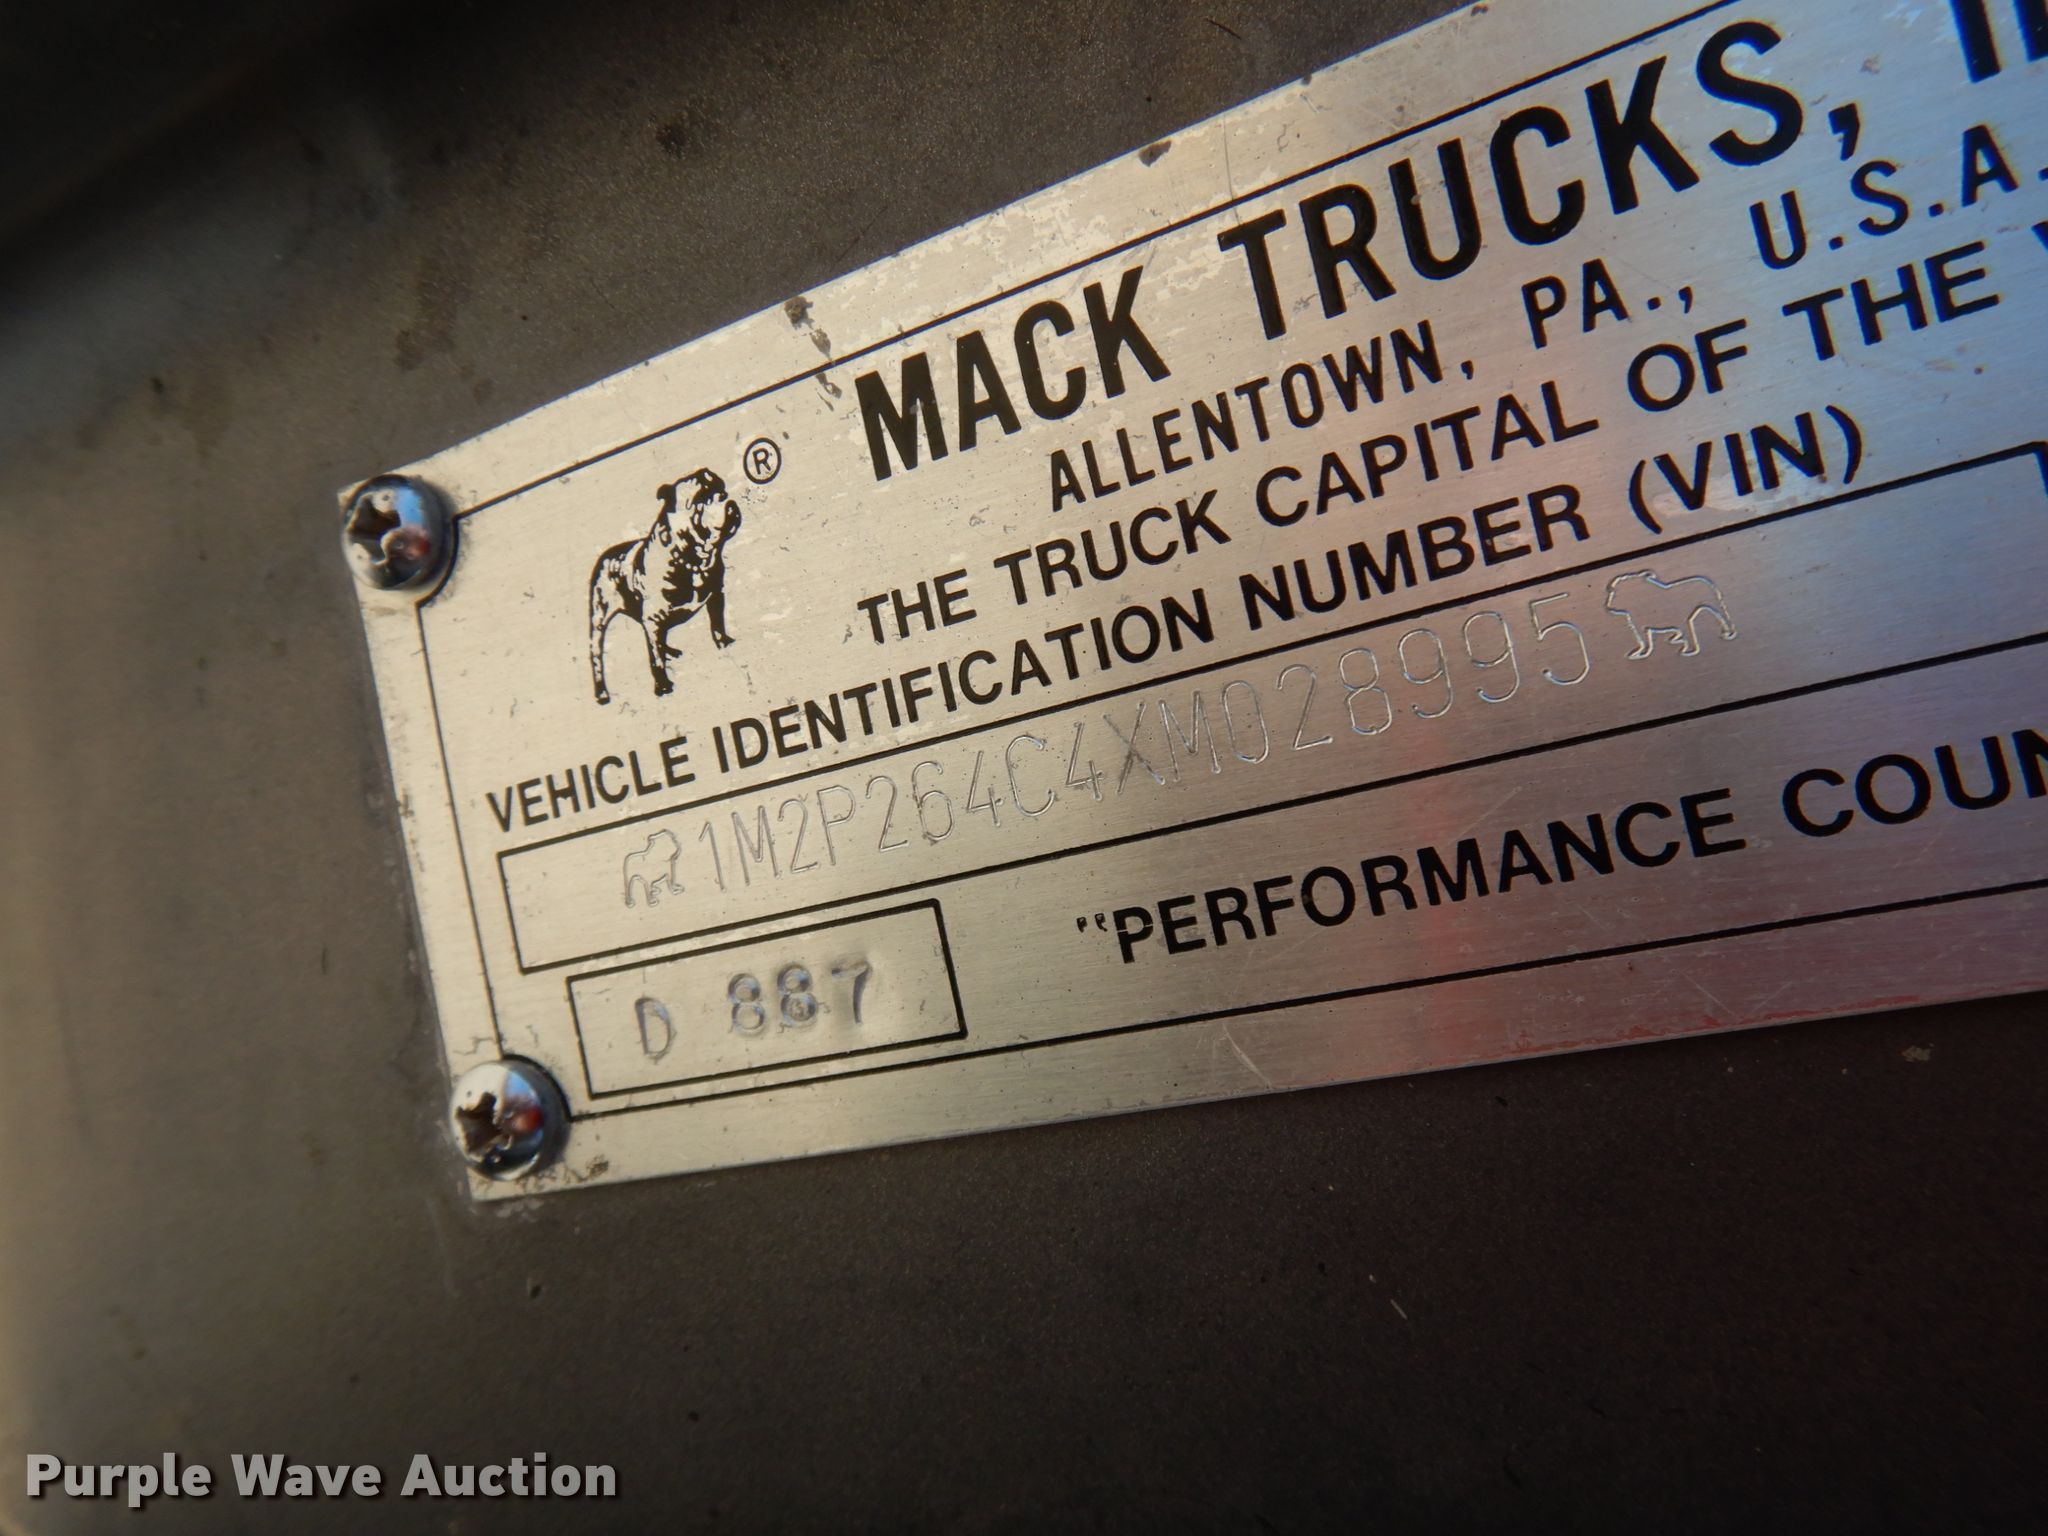 MACK TRUCKS,
ALLENTOWN, PA., U.S.A.
THE TRUCK CAPITAL OF THE
VEHICLE IDENTIFICATION NUMBER (VIN)
1M2P264C4XM028995
D 887
"PERFORMANCE COUN
Purple Wave Auction
®